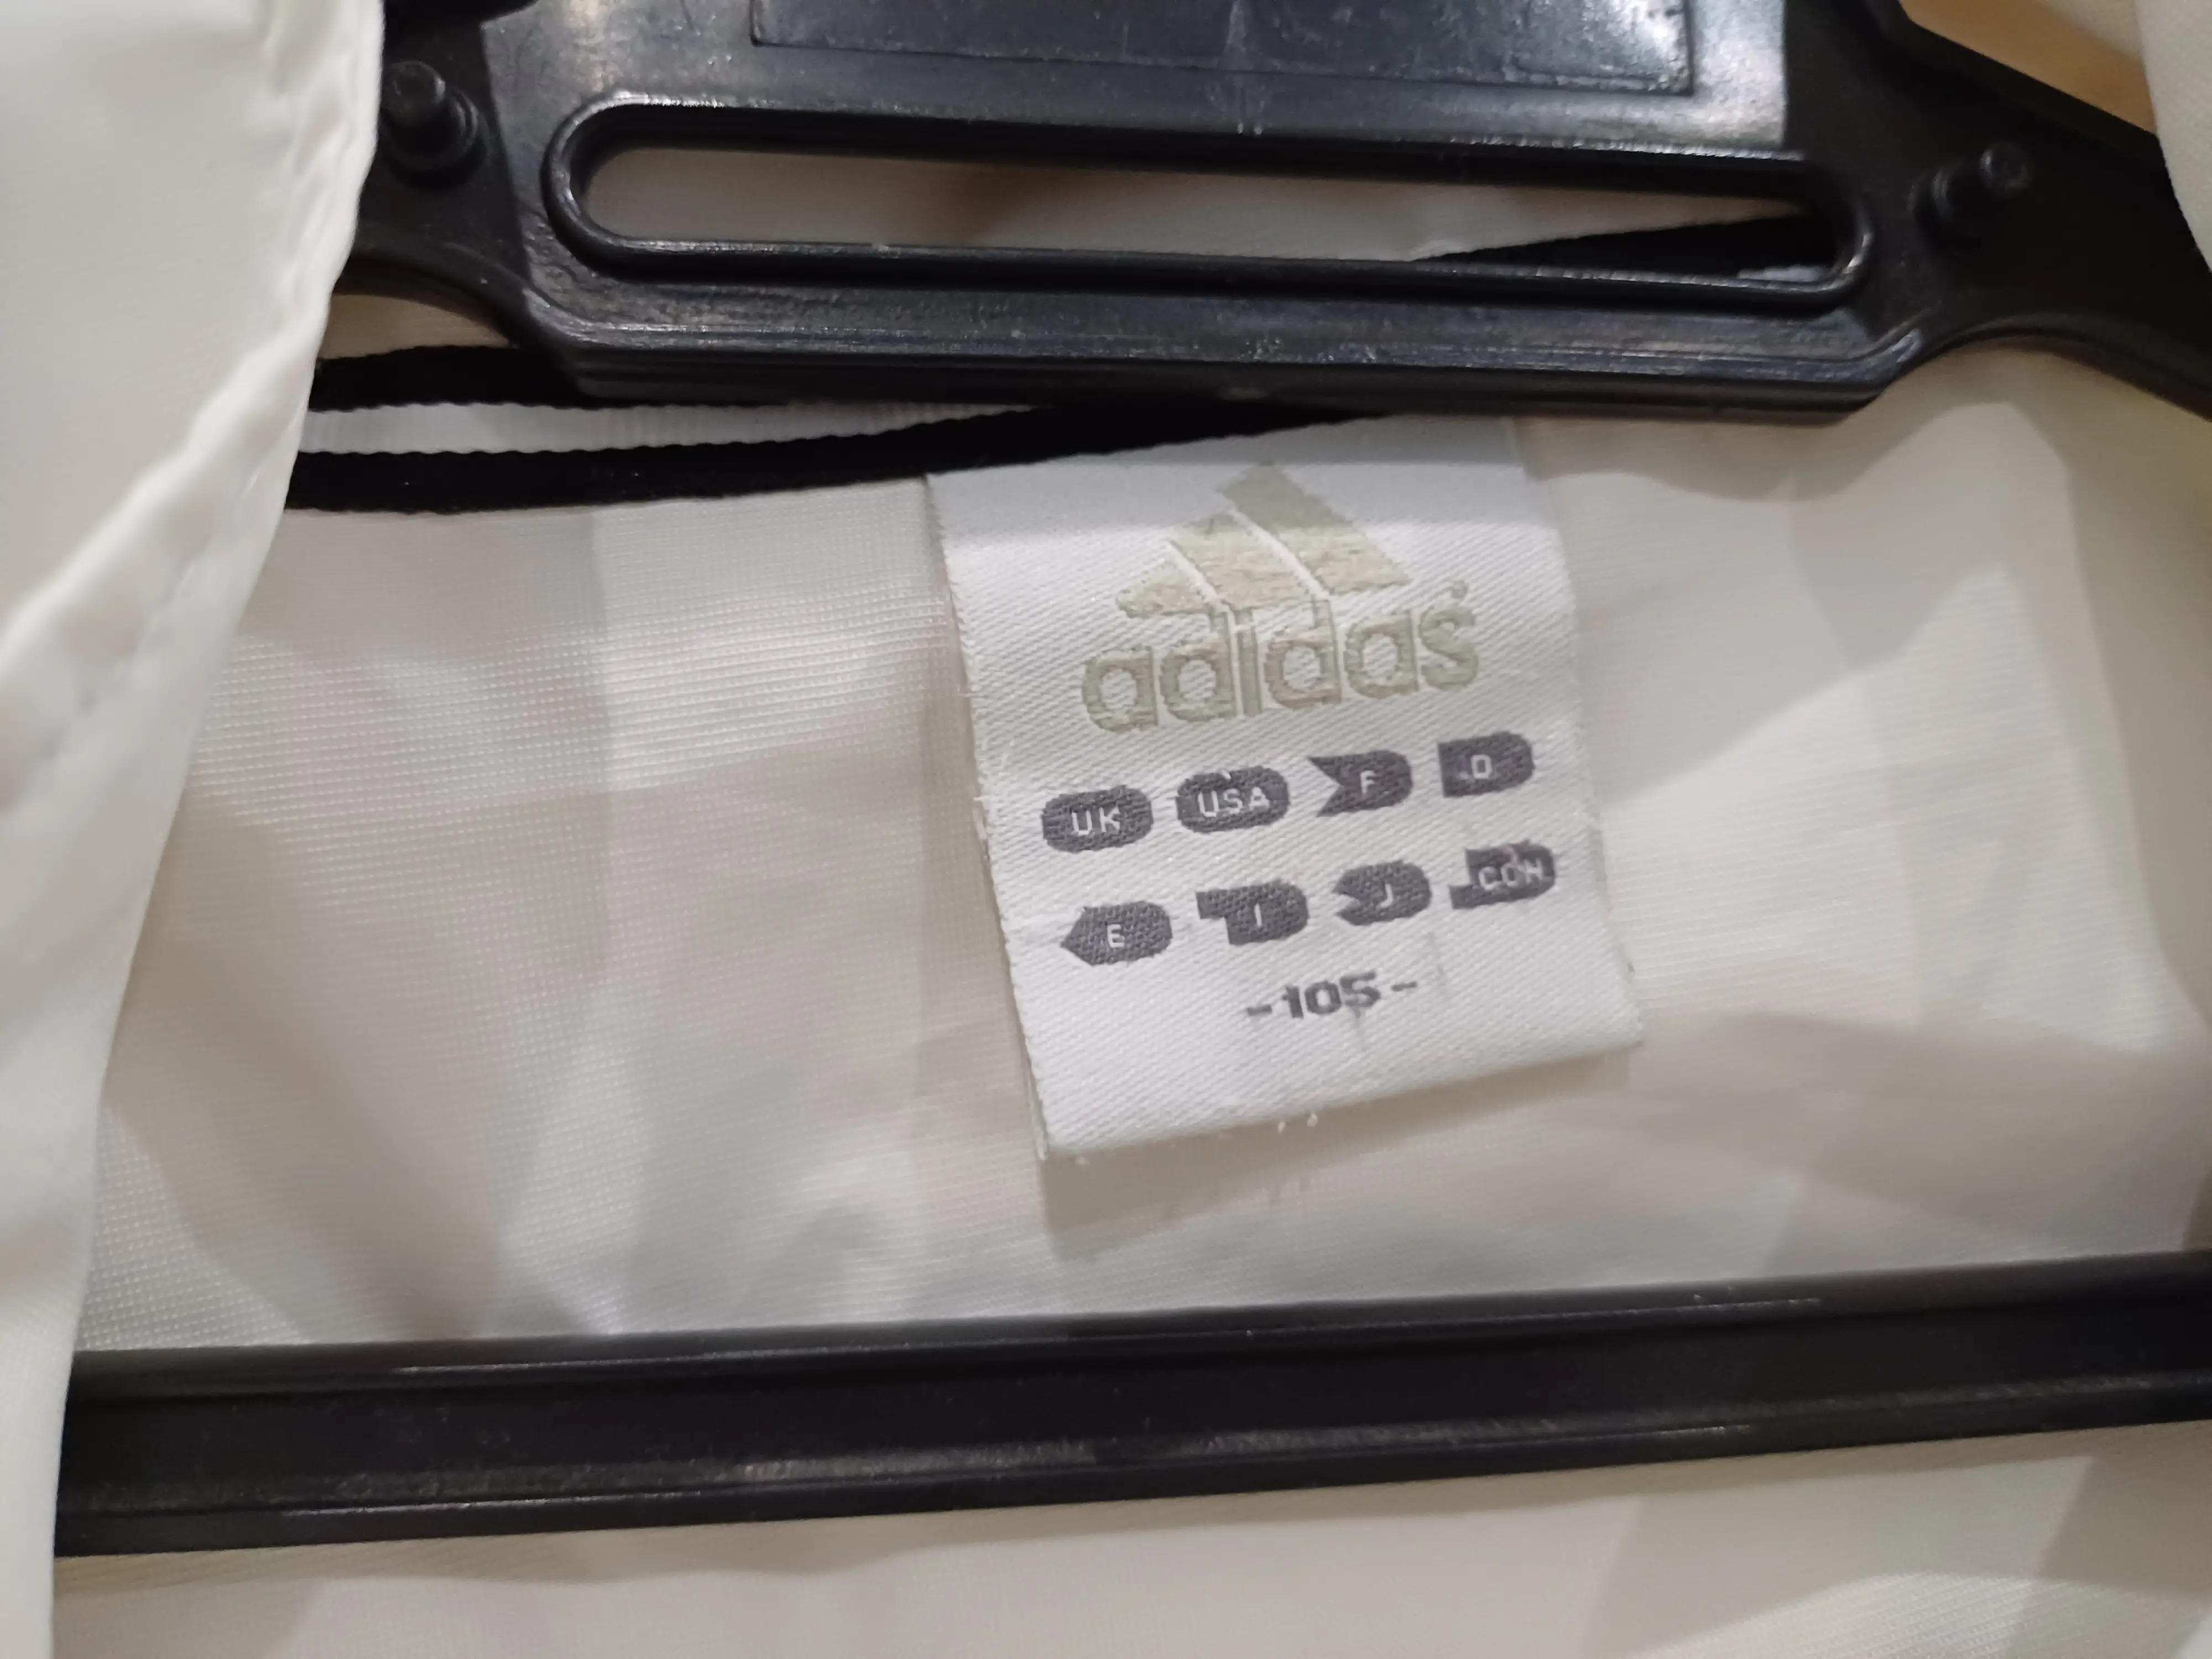 adidas®
UK USA F D
E I J CON
-105-